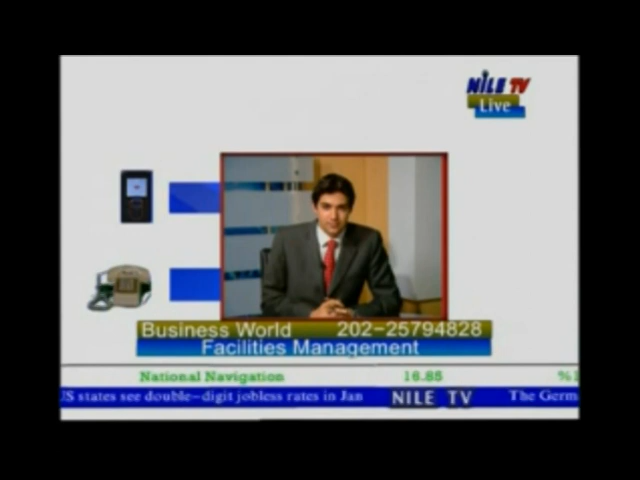 NILE TV
Live
Business World 202-25794828
Facilities Management
National Navigation 16.85 %1
US states see double-digit jobless rates in Jan NILE TV The Germ